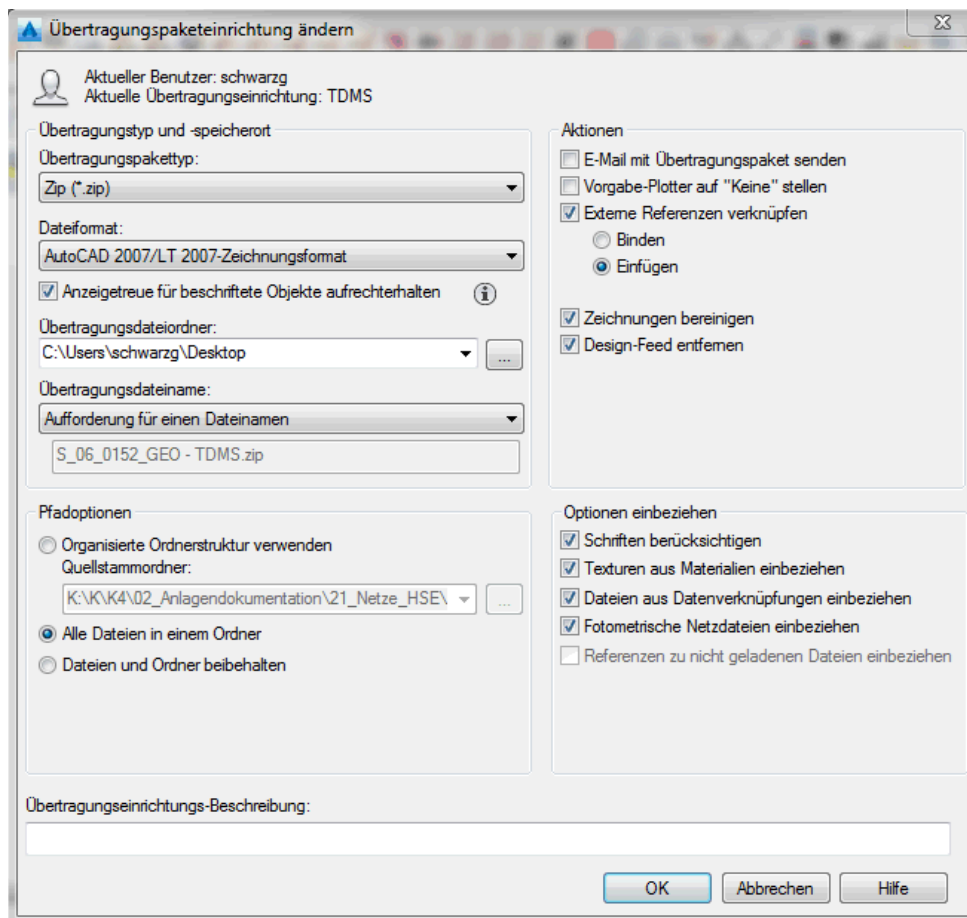 Übertragungspaketeinrichtung ändern
Aktueller Benutzer: schwarzg
Aktuelle Übertragungseinrichtung: TDMS
Übertragungstyp und -speicherort
Übertragungspakettyp:
Zip (*.zip)
Dateiformat:
AutoCAD 2007/LT 2007-Zeichnungsformat
Anzeigetreue für beschriftete Objekte aufrechterhalten
Übertragungsdateiordner:
C:\Users\schwarzg\Desktop
...
Übertragungsdateiname:
Aufforderung für einen Dateinamen
S_06_0152_GEO - TDMS.zip
Aktionen
E-Mail mit Übertragungspaket senden
Vorgabe-Plotter auf "Keine" stellen
Externe Referenzen verknüpfen
Binden
Einfügen
Zeichnungen bereinigen
Design-Feed entfernen
Pfadoptionen
Organisierte Ordnerstruktur verwenden
Quellstammordner:
K:\K\K4\02_Anlagendokumentation\21_Netze_HSE\
...
Alle Dateien in einem Ordner
Dateien und Ordner beibehalten
Optionen einbeziehen
Schriften berücksichtigen
Texturen aus Materialien einbeziehen
Dateien aus Datenverknüpfungen einbeziehen
Fotometrische Netzdateien einbeziehen
Referenzen zu nicht geladenen Dateien einbeziehen
Übertragungseinrichtungs-Beschreibung:
OK
Abbrechen
Hilfe